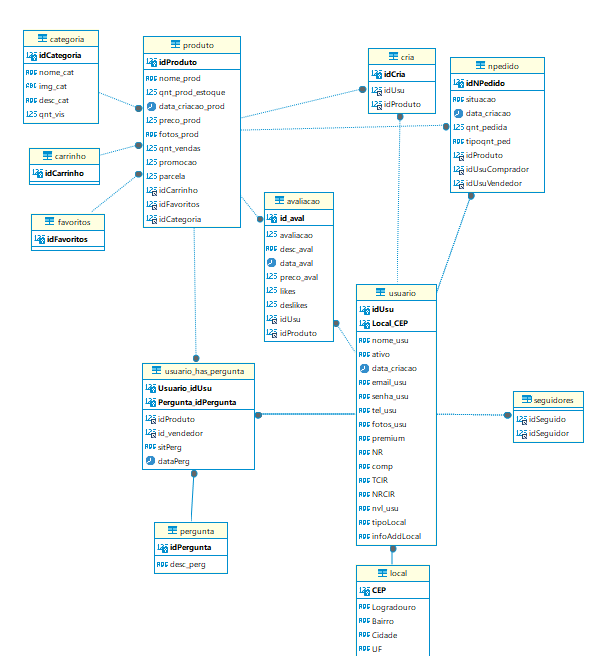 categoria
idCategoria
nome_cat
img_cat
desc_cat
qnt_vis
carrinho
idCarrinho
favoritos
idFavoritos
produto
idProduto
nome_prod
qnt_prod_estoque
data_criacao_prod
preco_prod
fotos_prod
qnt_vendas
promocao
parcela
idCarrinho
idFavoritos
idCategoria
cria
idCria
idUsu
idProduto
npedido
idNPedido
situacao
data_criacao
qnt_pedida
tipoqnt_ped
idProduto
idUsuComprador
idUsuVendedor
avaliacao
id_aval
avaliacao
desc_aval
data_aval
preco_aval
likes
deslikes
idUsu
idProduto
usuario
idUsu
Local_CEP
nome_usu
ativo
data_criacao
email_usu
senha_usu
tel_usu
fotos_usu
premium
NR
comp
TCIR
NRCIR
nvl_usu
tipoLocal
infoAddLocal
usuario_has_pergunta
Usuario_idUsu
Pergunta_idPergunta
idProduto
id_vendedor
sitPerg
dataPerg
seguidores
idSeguido
idSeguidor
pergunta
idPergunta
desc_perg
local
CEP
Logradouro
Bairro
Cidade
UF